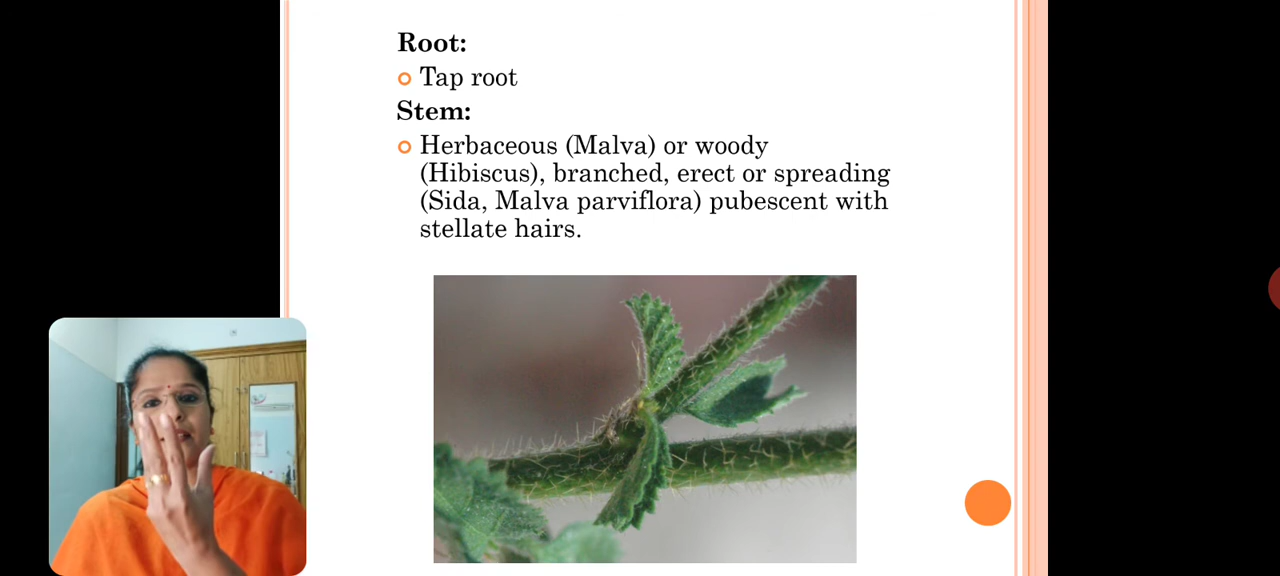 Root:
Tap root
Stem:
Herbaceous (Malva) or woody
(Hibiscus), branched, erect or spreading
(Sida, Malva parviflora) pubescent with
stellate hairs.